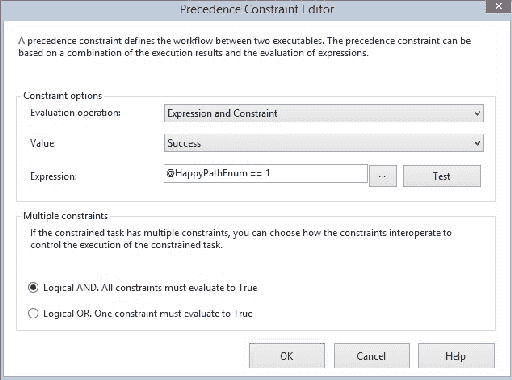 Precedence Constraint Editor
A precedence constraint defines the workflow between two executables. The precedence constraint can be
based on a combination of the execution results and the evaluation of expressions.
Constraint options
Evaluation operation: Expression and Constraint
Value: Success
Expression: @HappyPathEnum == 1 ... Test
Multiple constraints
If the constrained task has multiple constraints, you can choose how the constraints interoperate to
control the execution of the constrained task.
Logical AND. All constraints must evaluate to True
Logical OR. One constraint must evaluate to True
OK Cancel Help